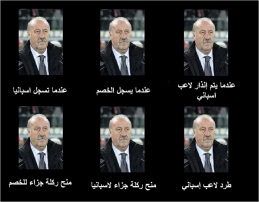 عندما تسجل اسبانيا
عندما يسجل الخصم
عندما يتم إنذار لاعب
اسباني
منح ركلة جزاء للخصم
منح ركلة جزاء لاسبانيا
طرد لاعب إسباني